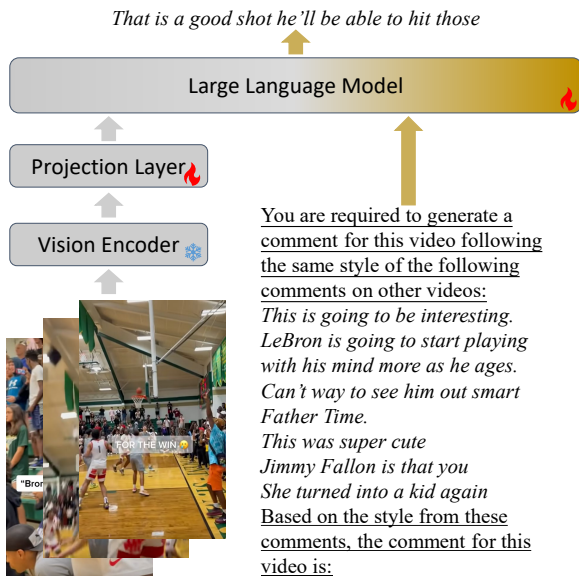 That is a good shot he'll be able to hit those
Large Language Model
Projection Layer
Vision Encoder
You are required to generate a
comment for this video following
the same style of the following
comments on other videos:
This is going to be interesting.
LeBron is going to start playing
with his mind more as he ages.
Can't way to see him out smart
Father Time.
This was super cute
Jimmy Fallon is that you
She turned into a kid again
Based on the style from these
comments, the comment for this
video is:
FOR THE WIN
"Bron
1